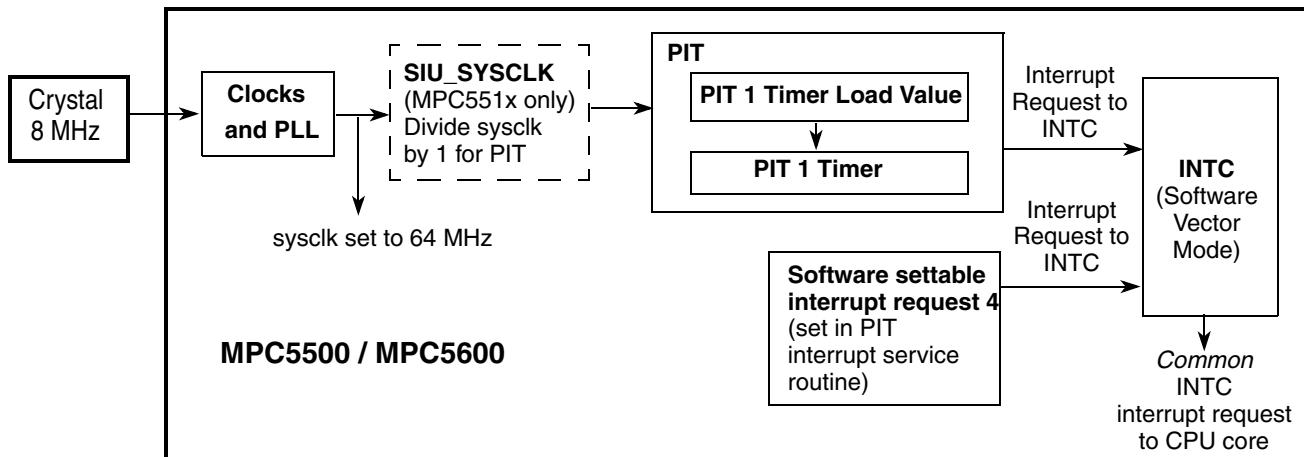 Crystal
8 MHz
Clocks
and PLL
SIU_SYSCLK
(MPC551x only)
Divide sysclk
by 1 for PIT
sysclk set to 64 MHz
PIT
PIT 1 Timer Load Value
PIT 1 Timer
Interrupt
Request to
INTC
Interrupt
Request to
INTC
Software settable
interrupt request 4
(set in PIT
interrupt service
routine)
INTC
(Software
Vector
Mode)
Common
INTC
interrupt request
to CPU core
MPC5500 / MPC5600